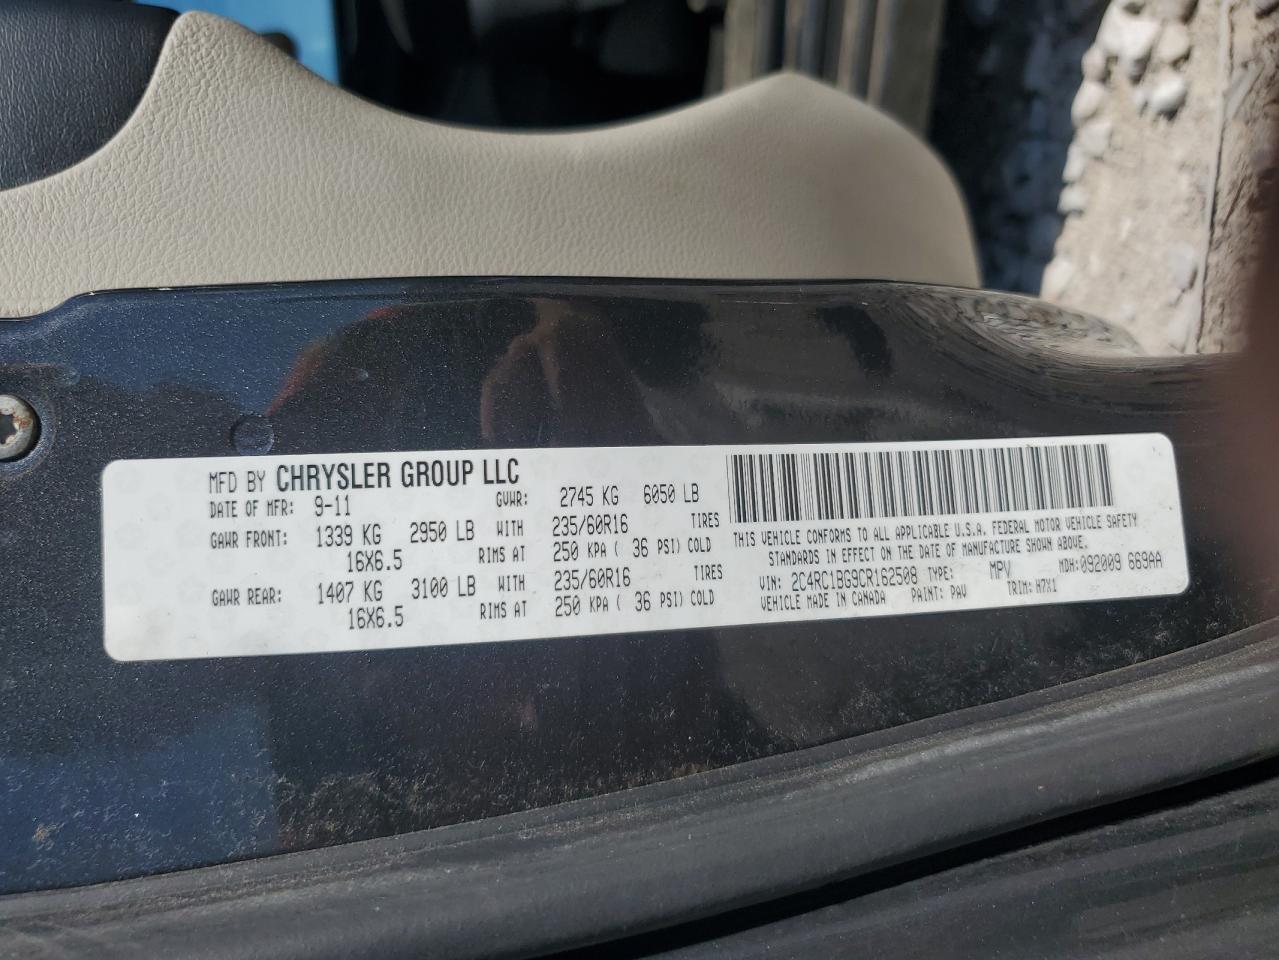 MFD BY CHRYSLER GROUP LLC
DATE OF MFR: 9-11 GVWR: 2745 KG 6050 LB
GAWR FRONT: 1339 KG 2950 LB WITH 235/60R16 TIRES
16X6.5 RIMS AT 250 KPA ( 36 PSI) COLD
GAWR REAR: 1407 KG 3100 LB WITH 235/60R16 TIRES
16X6.5 RIMS AT 250 KPA ( 36 PSI) COLD
THIS VEHICLE CONFORMS TO ALL APPLICABLE U.S.A. FEDERAL MOTOR VEHICLE SAFETY
STANDARDS IN EFFECT ON THE DATE OF MANUFACTURE SHOWN ABOVE.
VIN: 2C4RC1BG9CR162508 TYPE: MPV MDH: 092009 669AA
VEHICLE MADE IN CANADA PAINT: PAV TRIM: H7X1